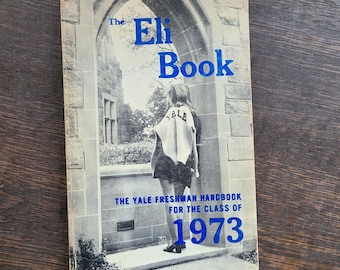 The Eli
Book
YALE
THE YALE FRESHMAN HANDBOOK
FOR THE CLASS OF
1973